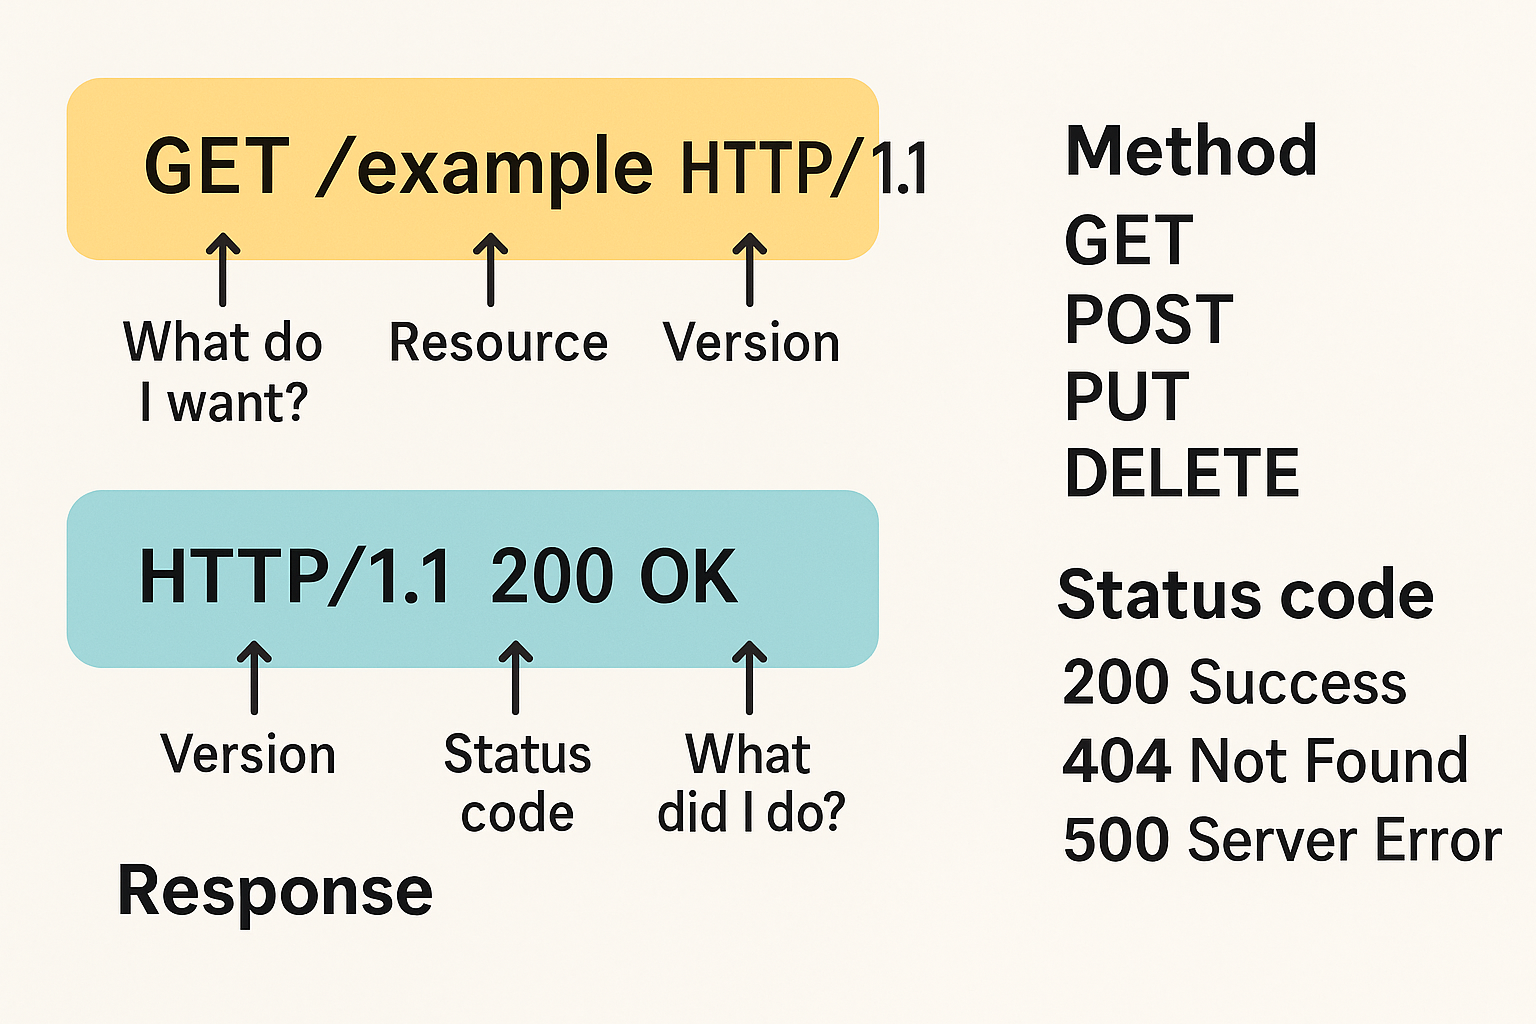 GET /example HTTP/1.1
What do
I want?
Resource
Version
HTTP/1.1 200 OK
Version
Status
code
What
did I do?
Response
Method
GET
POST
PUT
DELETE
Status code
200 Success
404 Not Found
500 Server Error